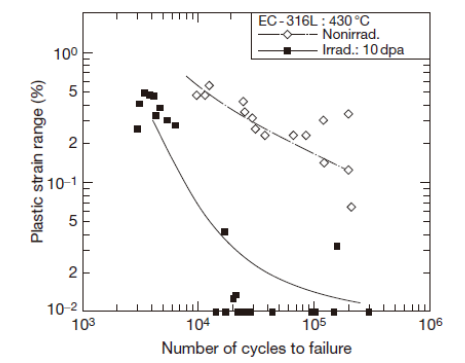 EC-316L : 430 °C
Nonirrad.
Irrad.: 10 dpa
10⁰
5
2
10⁻¹
5
2
10⁻²
10³
10⁴
10⁵
10⁶
Plastic strain range (%)
Number of cycles to failure